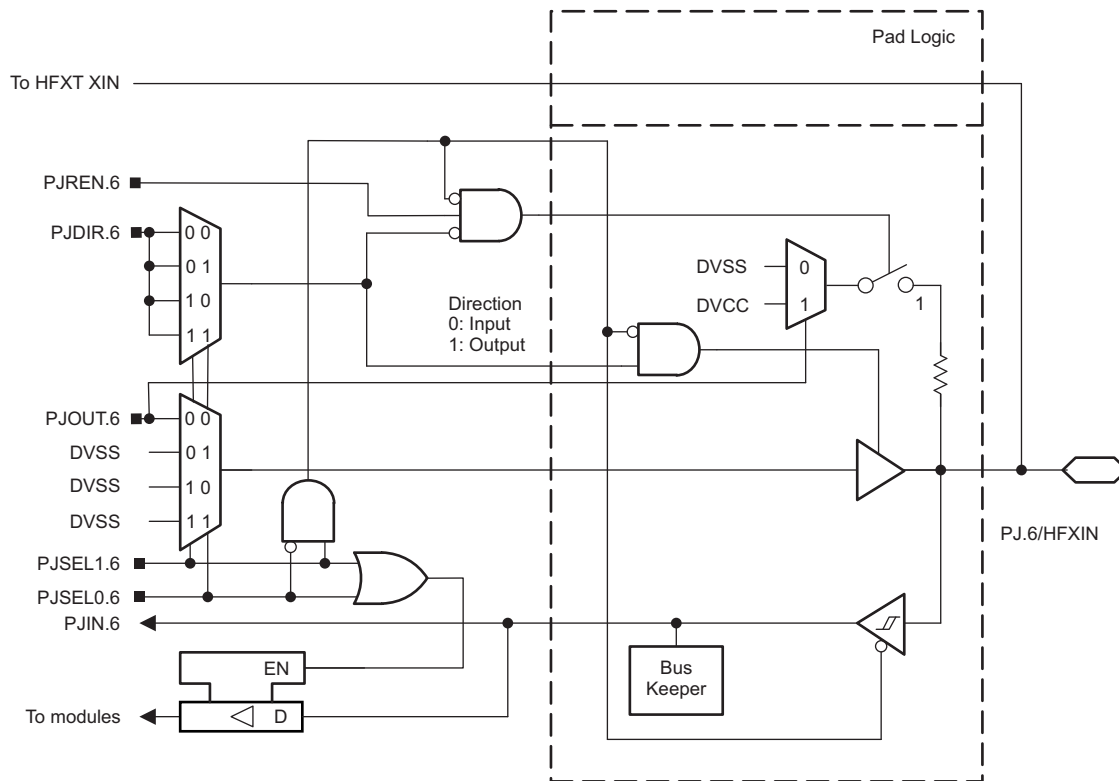 Pad Logic
To HFXT XIN
PJREN.6
PJDIR.6
0 0
0 1
1 0
1 1
DVSS
DVCC
0
1
1
Direction
0: Input
1: Output
PJOUT.6
DVSS
DVSS
DVSS
0 0
0 1
1 0
1 1
PJ.6/HFXIN
PJSEL1.6
PJSEL0.6
PJIN.6
EN
D
To modules
Bus
Keeper